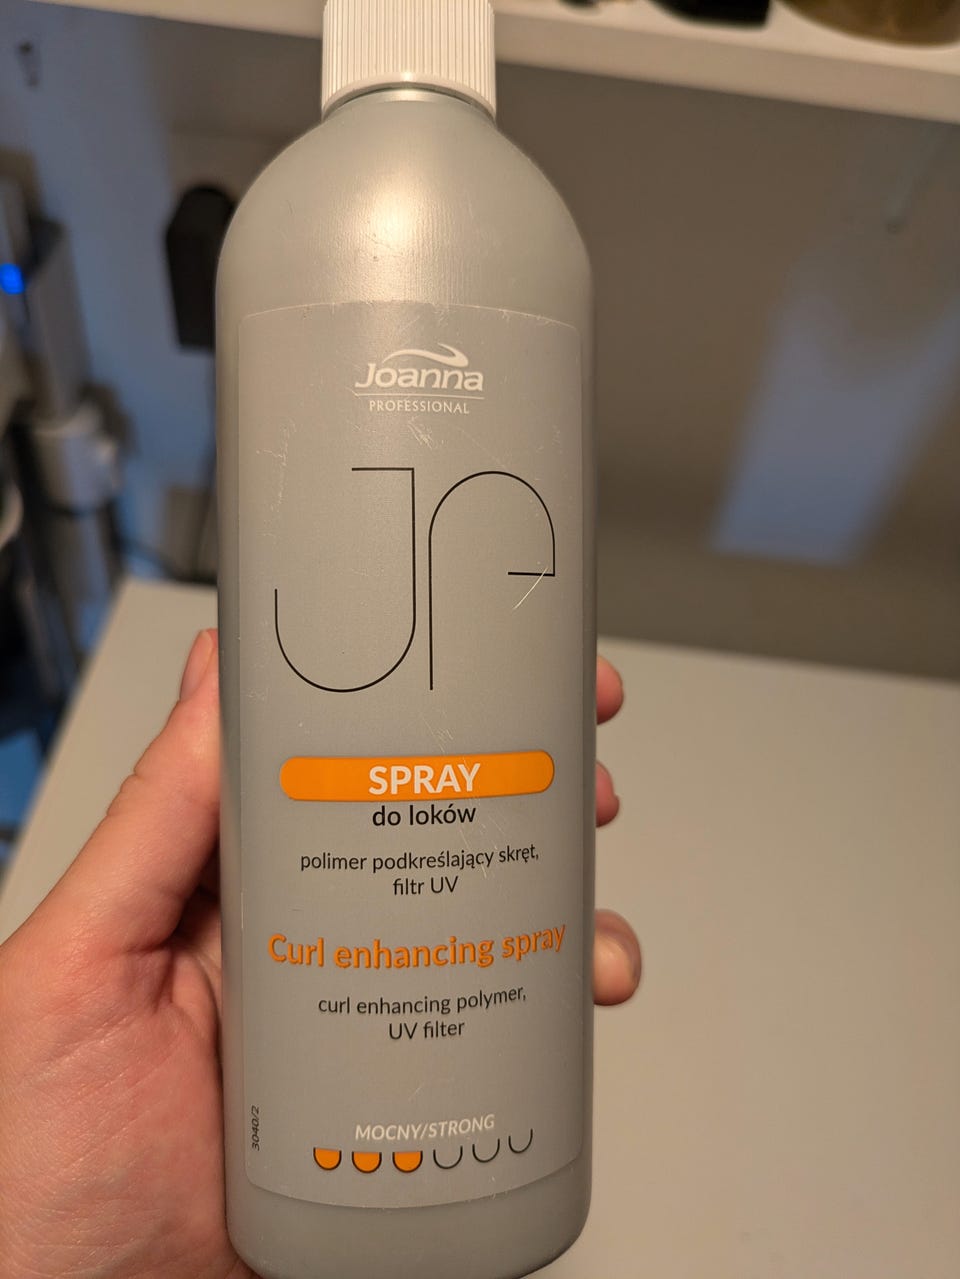 Joanna
PROFESSIONAL
JP
SPRAY
do loków
polimer podkreślający skręt,
filtr UV
Curl enhancing spray
curl enhancing polymer,
UV filter
3040/2
MOCNY/STRONG